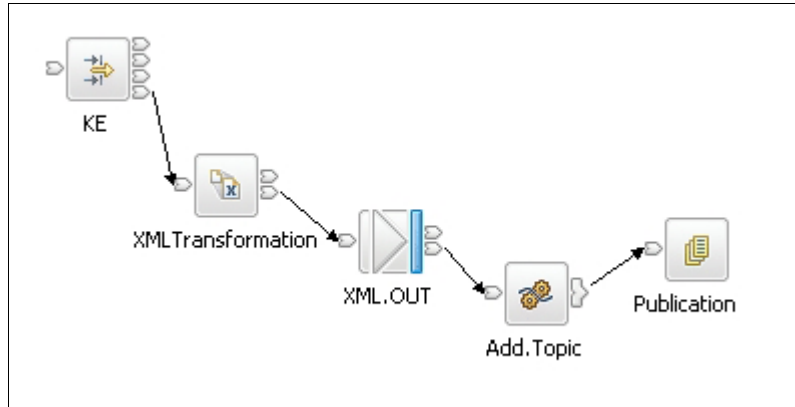 KE
XMLTransformation
XML.OUT
Add.Topic
Publication